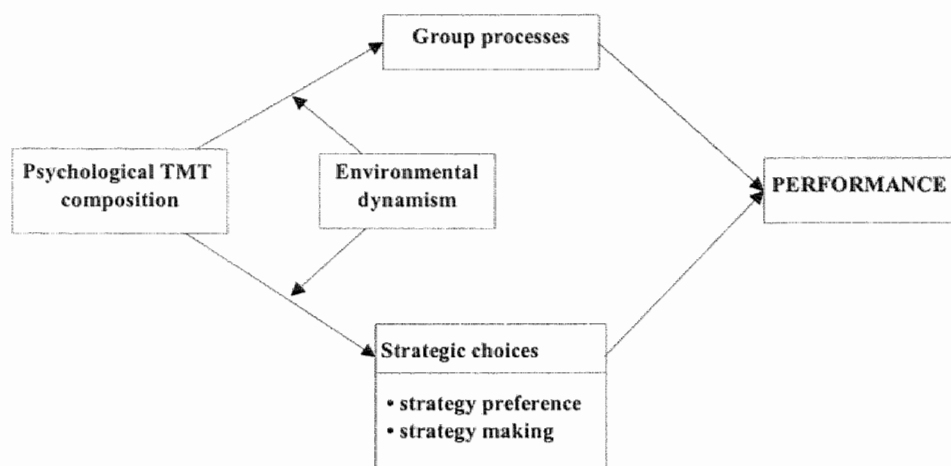 Group processes
Psychological TMT
composition
Environmental
dynamism
PERFORMANCE
Strategic choices
• strategy preference
• strategy making